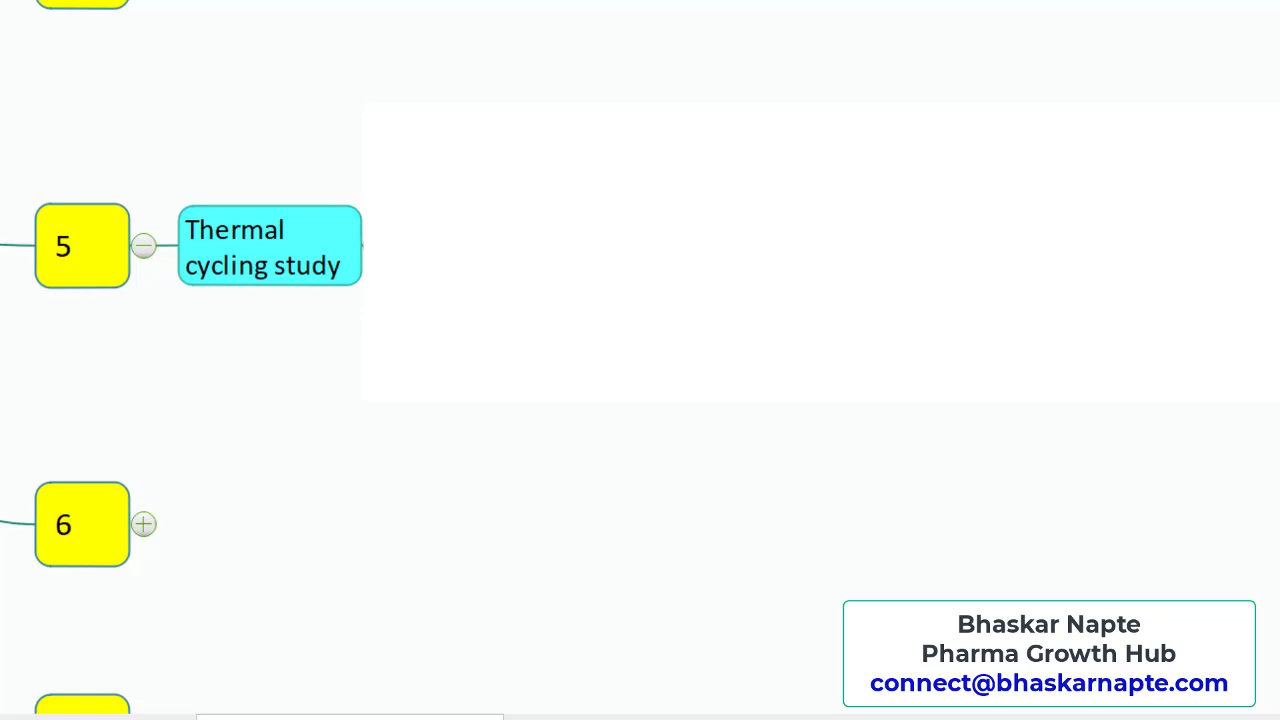 5
Thermal
cycling study
6
Bhaskar Napte
Pharma Growth Hub
connect@bhaskarnapte.com